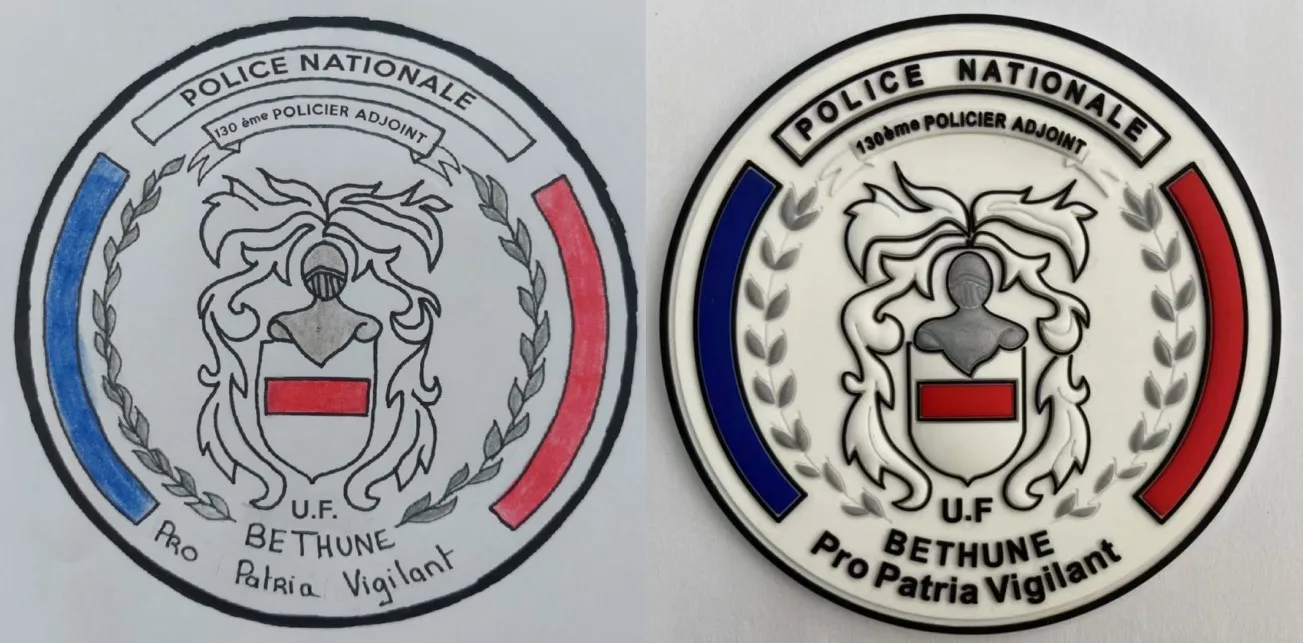 POLICE NATIONALE
130 ème POLICIER ADJOINT
U.F.
BETHUNE
PRO Patria Vigilant
POLICE NATIONALE
130ème POLICIER ADJOINT
U.F
BETHUNE
Pro Patria Vigilant